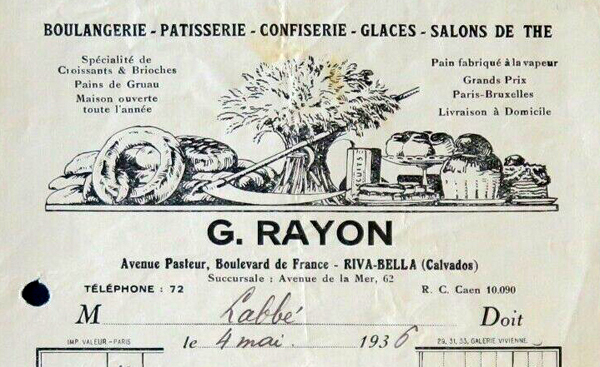 BOULANGERIE - PATISSERIE - CONFISERIE - GLACES - SALONS DE THE
Spécialité de
Croissants & Brioches
Pains de Gruau
Maison ouverte
toute l'année
Pain fabriqué à la vapeur
Grands Prix
Paris-Bruxelles
Livraison à Domicile
BISCUITS
G. RAYON
Avenue Pasteur, Boulevard de France - RIVA-BELLA (Calvados)
Succursale : Avenue de la Mer, 62
TÉLÉPHONE : 72
R. C. Caen 10.090
M Labbé Doit
IMP. VALEUR - PARIS
le 4 mai. 1936
29, 31, 33, GALERIE VIVIENNE